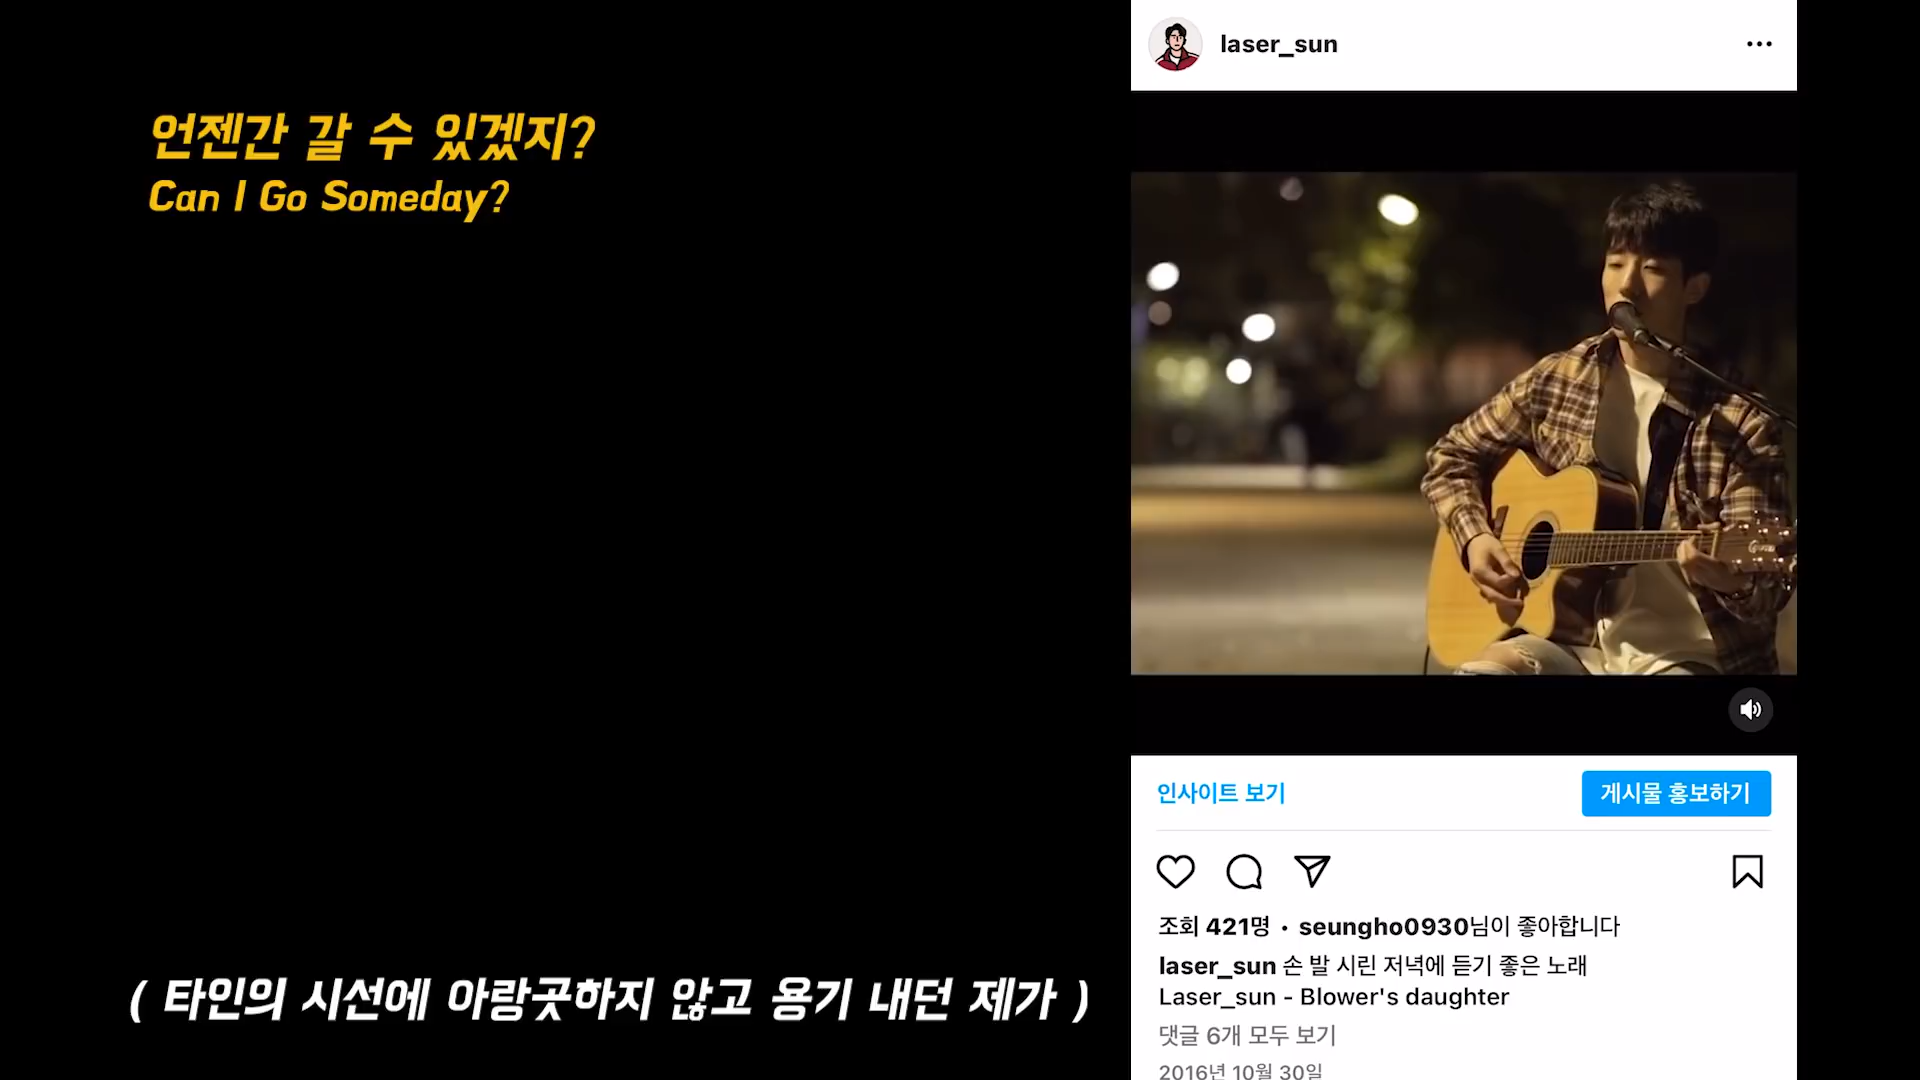 언젠간 갈 수 있겠지?
Can I Go Someday?
( 타인의 시선에 아랑곳하지 않고 용기 내던 제가 )
laser_sun
인사이트 보기
게시물 홍보하기
조회 421명 • seungho0930님이 좋아합니다
laser_sun 손 발 시린 저녁에 듣기 좋은 노래
Laser_sun - Blower's daughter
댓글 6개 모두 보기
2016년 10월 30일